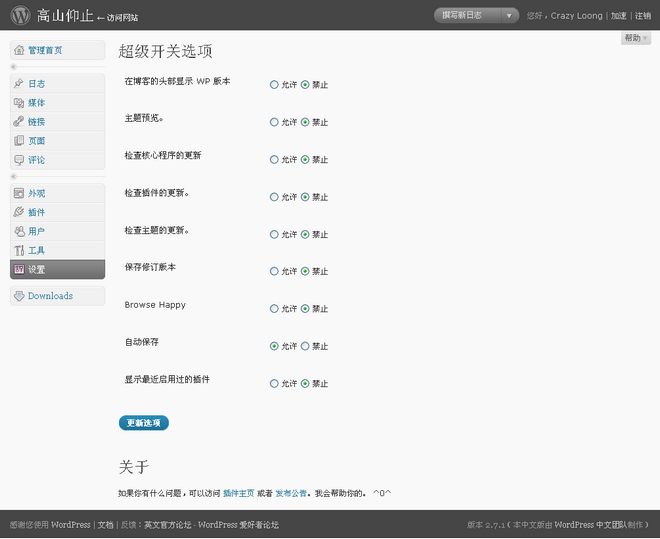 高山仰止 ← 访问网站 撰写新日志 您好，Crazy Loong | 加速 | 注销
帮助
管理首页
日志
媒体
链接
页面
评论
外观
插件
用户
工具
设置
Downloads
超级开关选项
在博客的头部显示 WP 版本 允许 禁止
主题预览。 允许 禁止
检查核心程序的更新 允许 禁止
检查插件的更新。 允许 禁止
检查主题的更新。 允许 禁止
保存修订版本 允许 禁止
Browse Happy 允许 禁止
自动保存 允许 禁止
显示最近启用过的插件 允许 禁止
更新选项
关于
如果你有什么问题，可以访问 插件主页 或者 发布公告。我会帮助你的。 ^O^
感谢您使用 WordPress | 文档 | 反馈：英文官方论坛 - WordPress 爱好者论坛 版本 2.7.1（本中文版由 WordPress 中文团队制作）